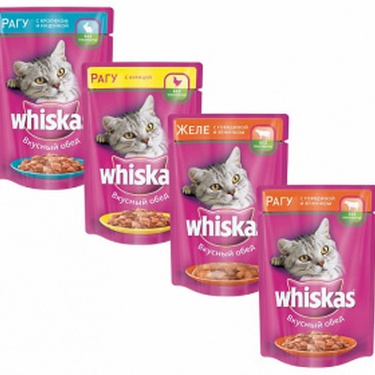 РАГУ
С КРОЛИКОМ
И ИНДЕЙКОЙ
whiskas
Вкусный обед
РАГУ
С КУРИЦЕЙ
whiskas
Вкусный обед
ЖЕЛЕ
С ГОВЯДИНОЙ
И ЯГНЕНКОМ
whiskas
Вкусный обед
РАГУ
С ГОВЯДИНОЙ
И ЯГНЕНКОМ
whiskas
Вкусный обед